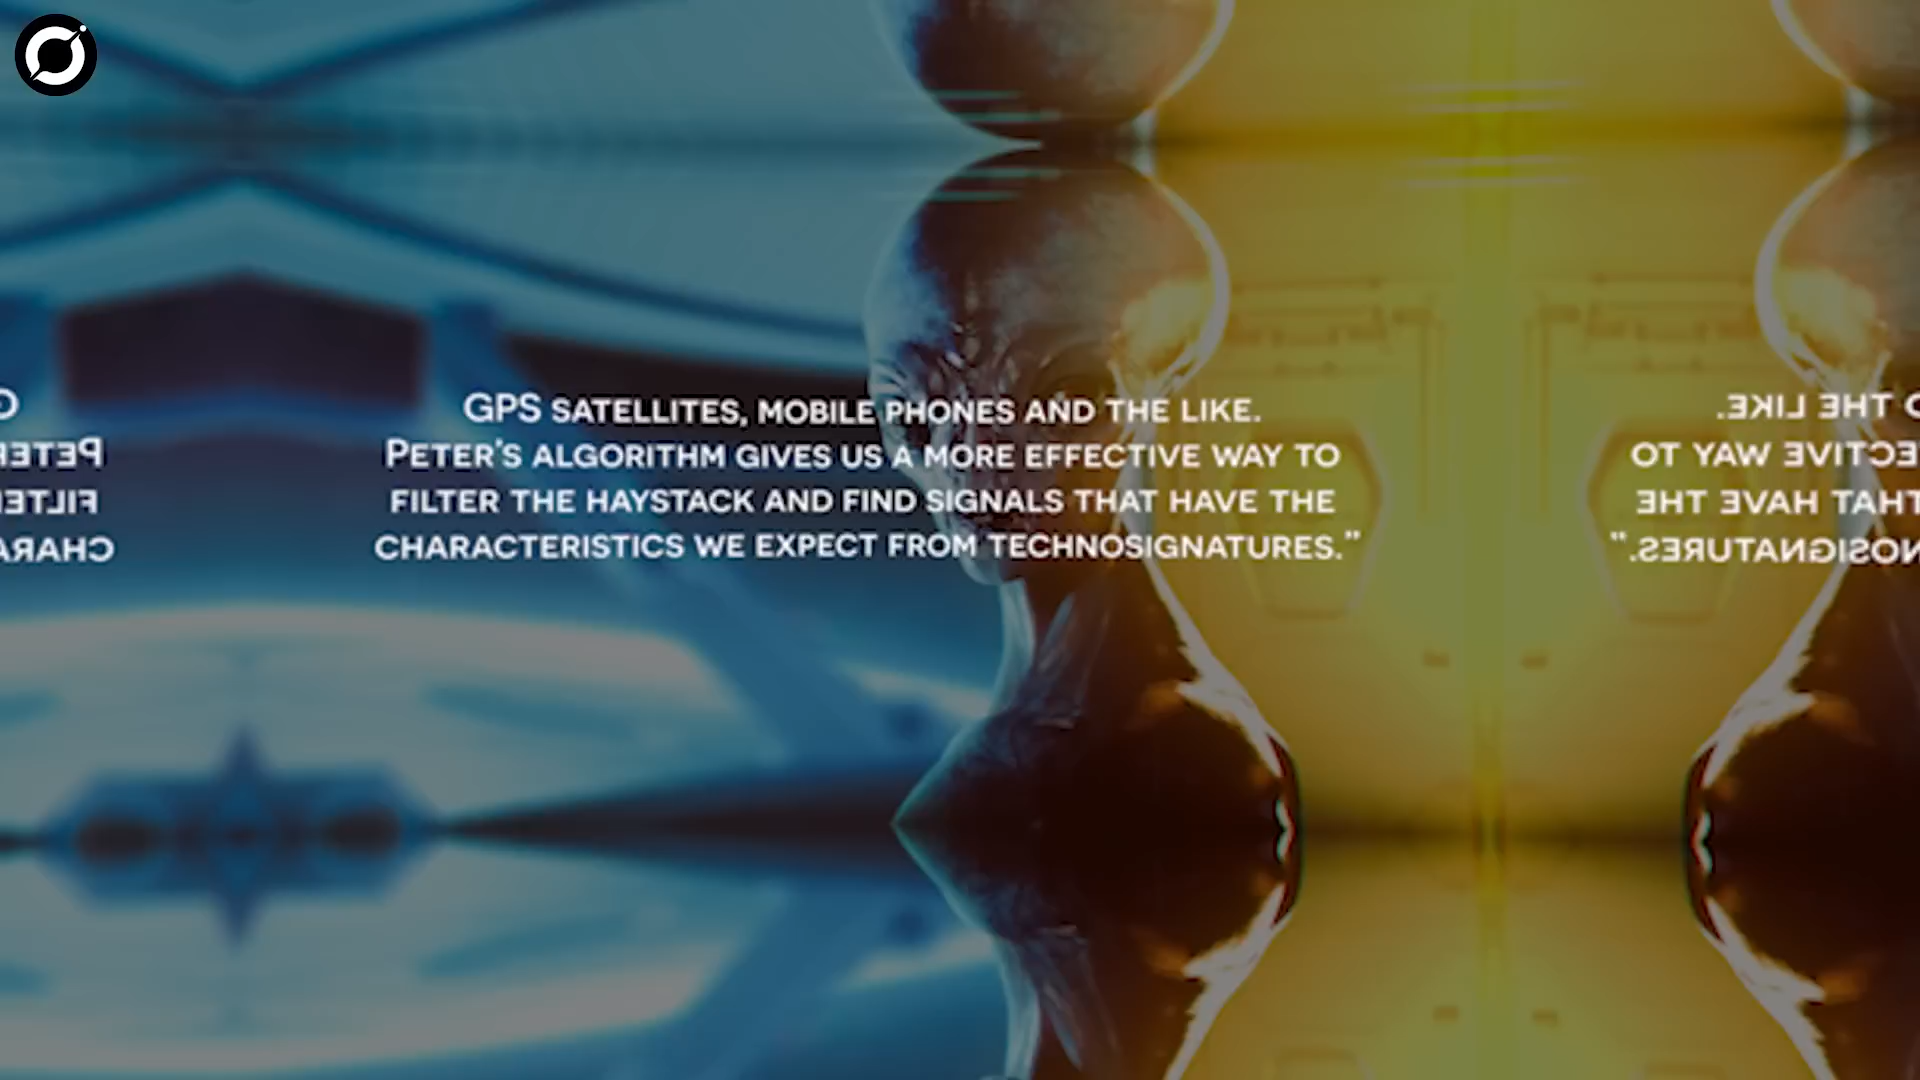 GPS SATELLITES, MOBILE PHONES AND THE LIKE.
PETER'S ALGORITHM GIVES US A MORE EFFECTIVE WAY TO
FILTER THE HAYSTACK AND FIND SIGNALS THAT HAVE THE
CHARACTERISTICS WE EXPECT FROM TECHNOSIGNATURES.”